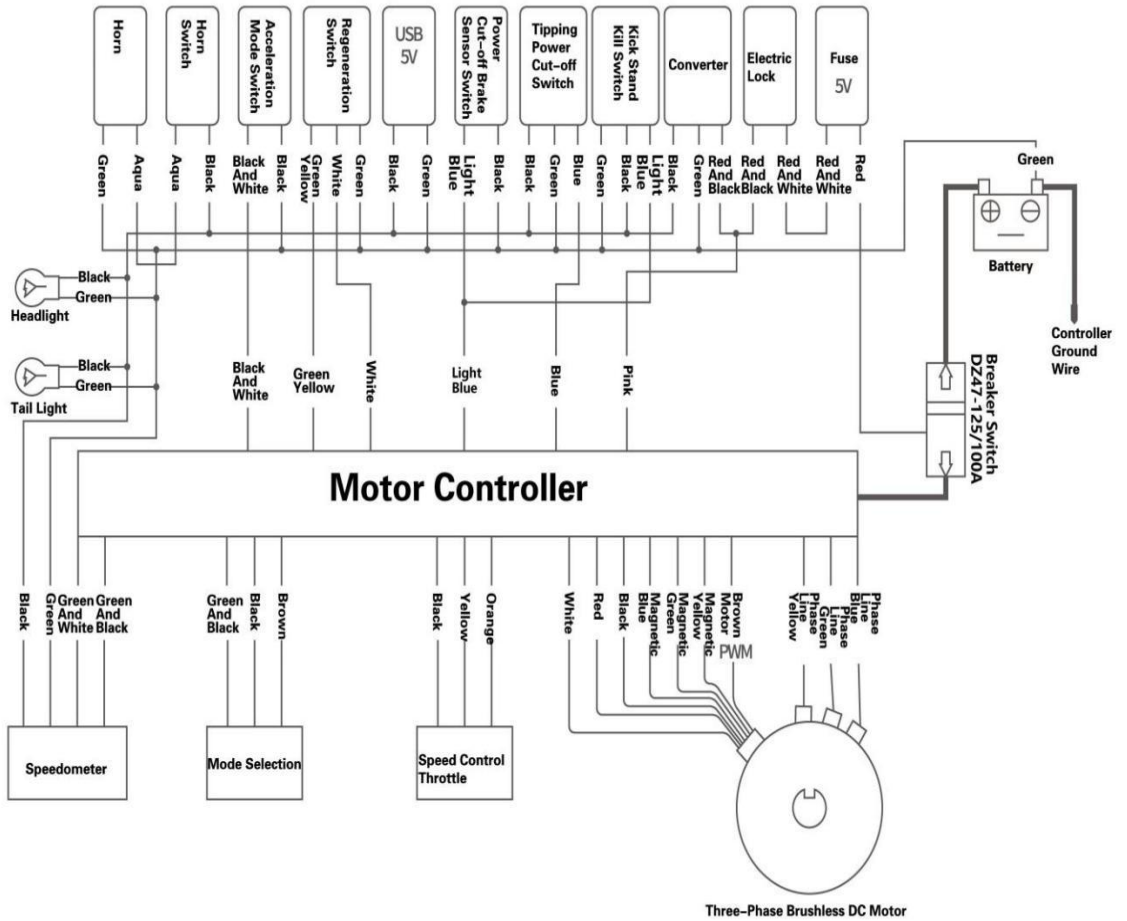 Horn
Horn
Switch
Acceleration
Mode Switch
Regeneration
Switch
USB
5V
Power
Cut-off Brake
Sensor Switch
Tipping
Power
Cut-off
Switch
Kick Stand
Kill Switch
Converter
Electric
Lock
Fuse
5V
Green
Aqua
Aqua
Black
Black
And
White
Black
Green
Yellow
White
Green
Black
Green
Light
Blue
Black
Black
Green
Blue
Green
Black
Light
Blue
Black
Green
Red
And
Black
Red
And
Black
Red
And
White
Red
And
White
Red
Green
Battery
Black
Green
Headlight
Black
Green
Tail Light
Controller
Ground
Wire
Breaker Switch
DZ47-125/100A
Black
And
White
Green
Yellow
White
Light
Blue
Blue
Pink
Motor Controller
Black
Green
Green
And
White
Green
And
Black
Green
And
Black
Black
Brown
Black
Yellow
Orange
White
Red
Black
Magnetic
Blue
Magnetic
Green
Magnetic
Yellow
Brown
Motor
PWM
Phase
Line
Yellow
Phase
Line
Green
Phase
Line
Blue
Speedometer
Mode Selection
Speed Control
Throttle
Three-Phase Brushless DC Motor